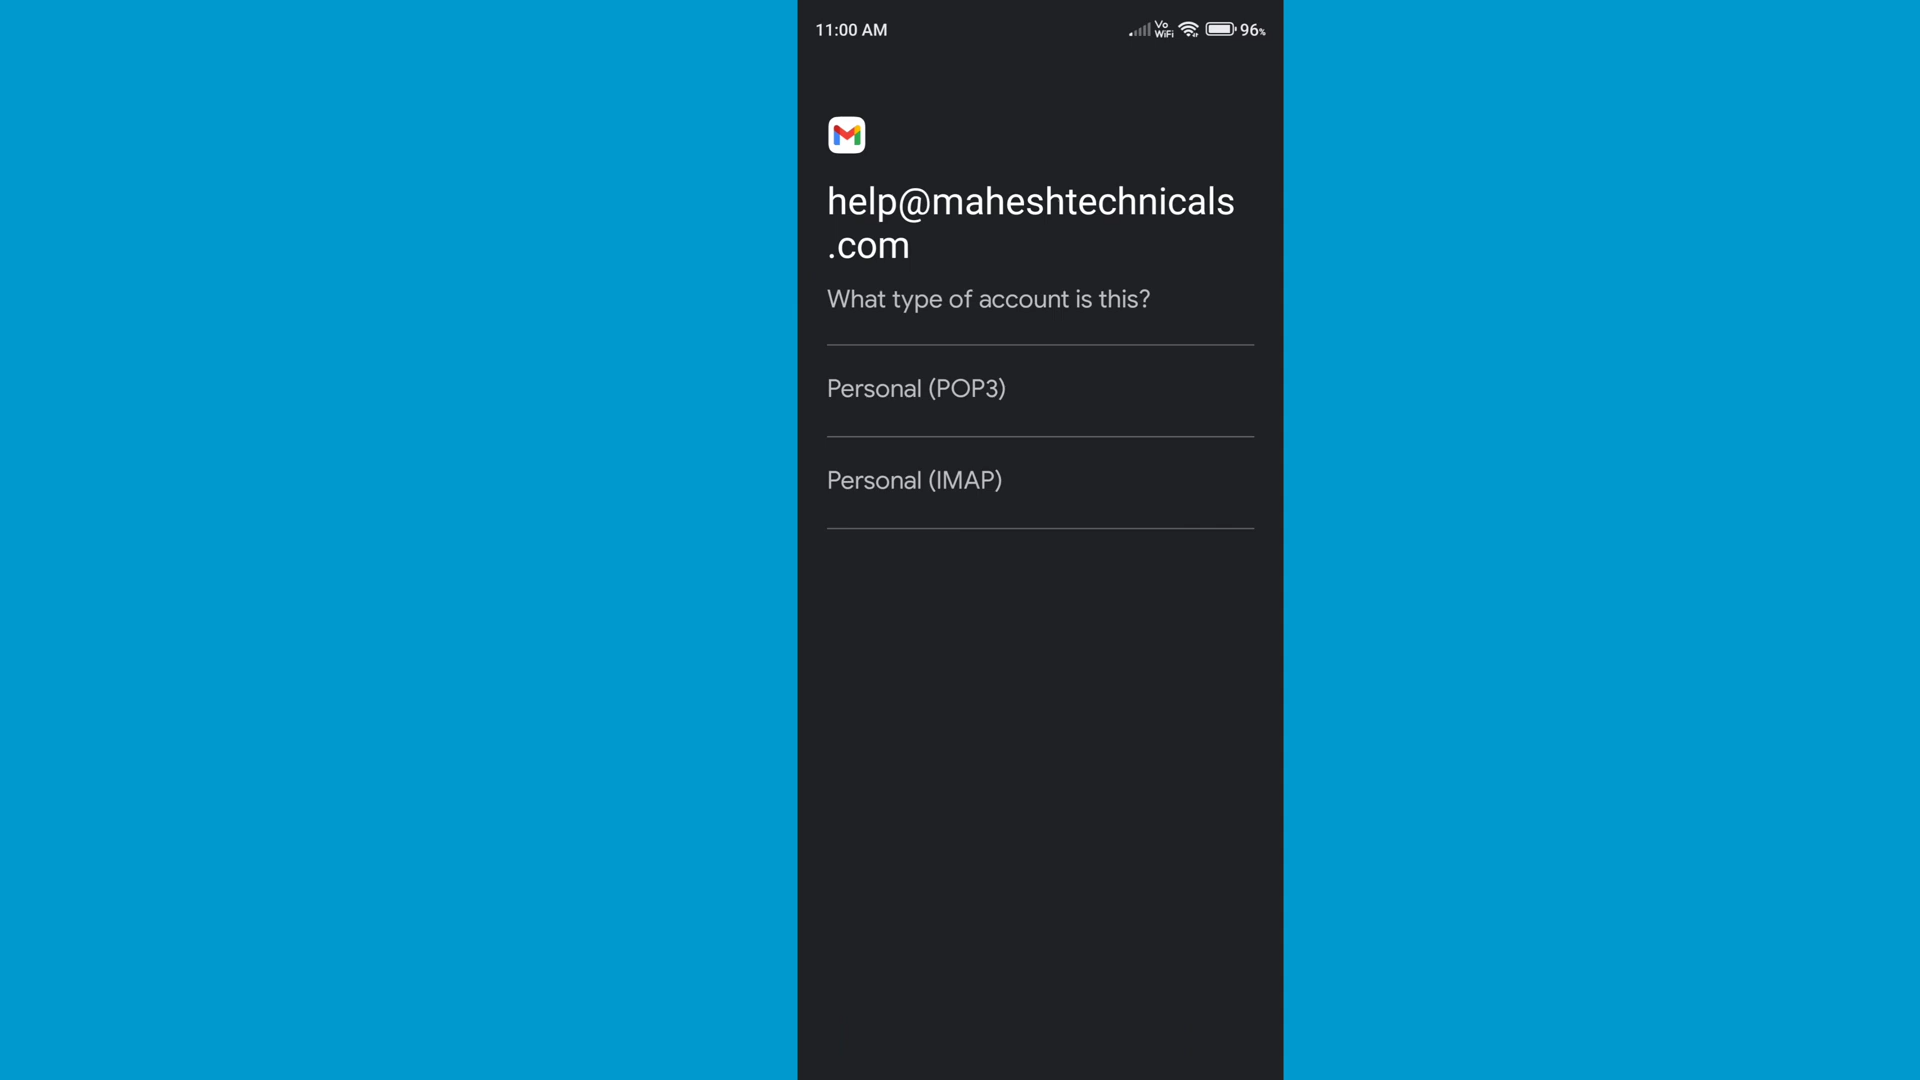 11:00 AM Vo WiFi 96%
help@maheshtechnicals
.com
What type of account is this?
Personal (POP3)
Personal (IMAP)